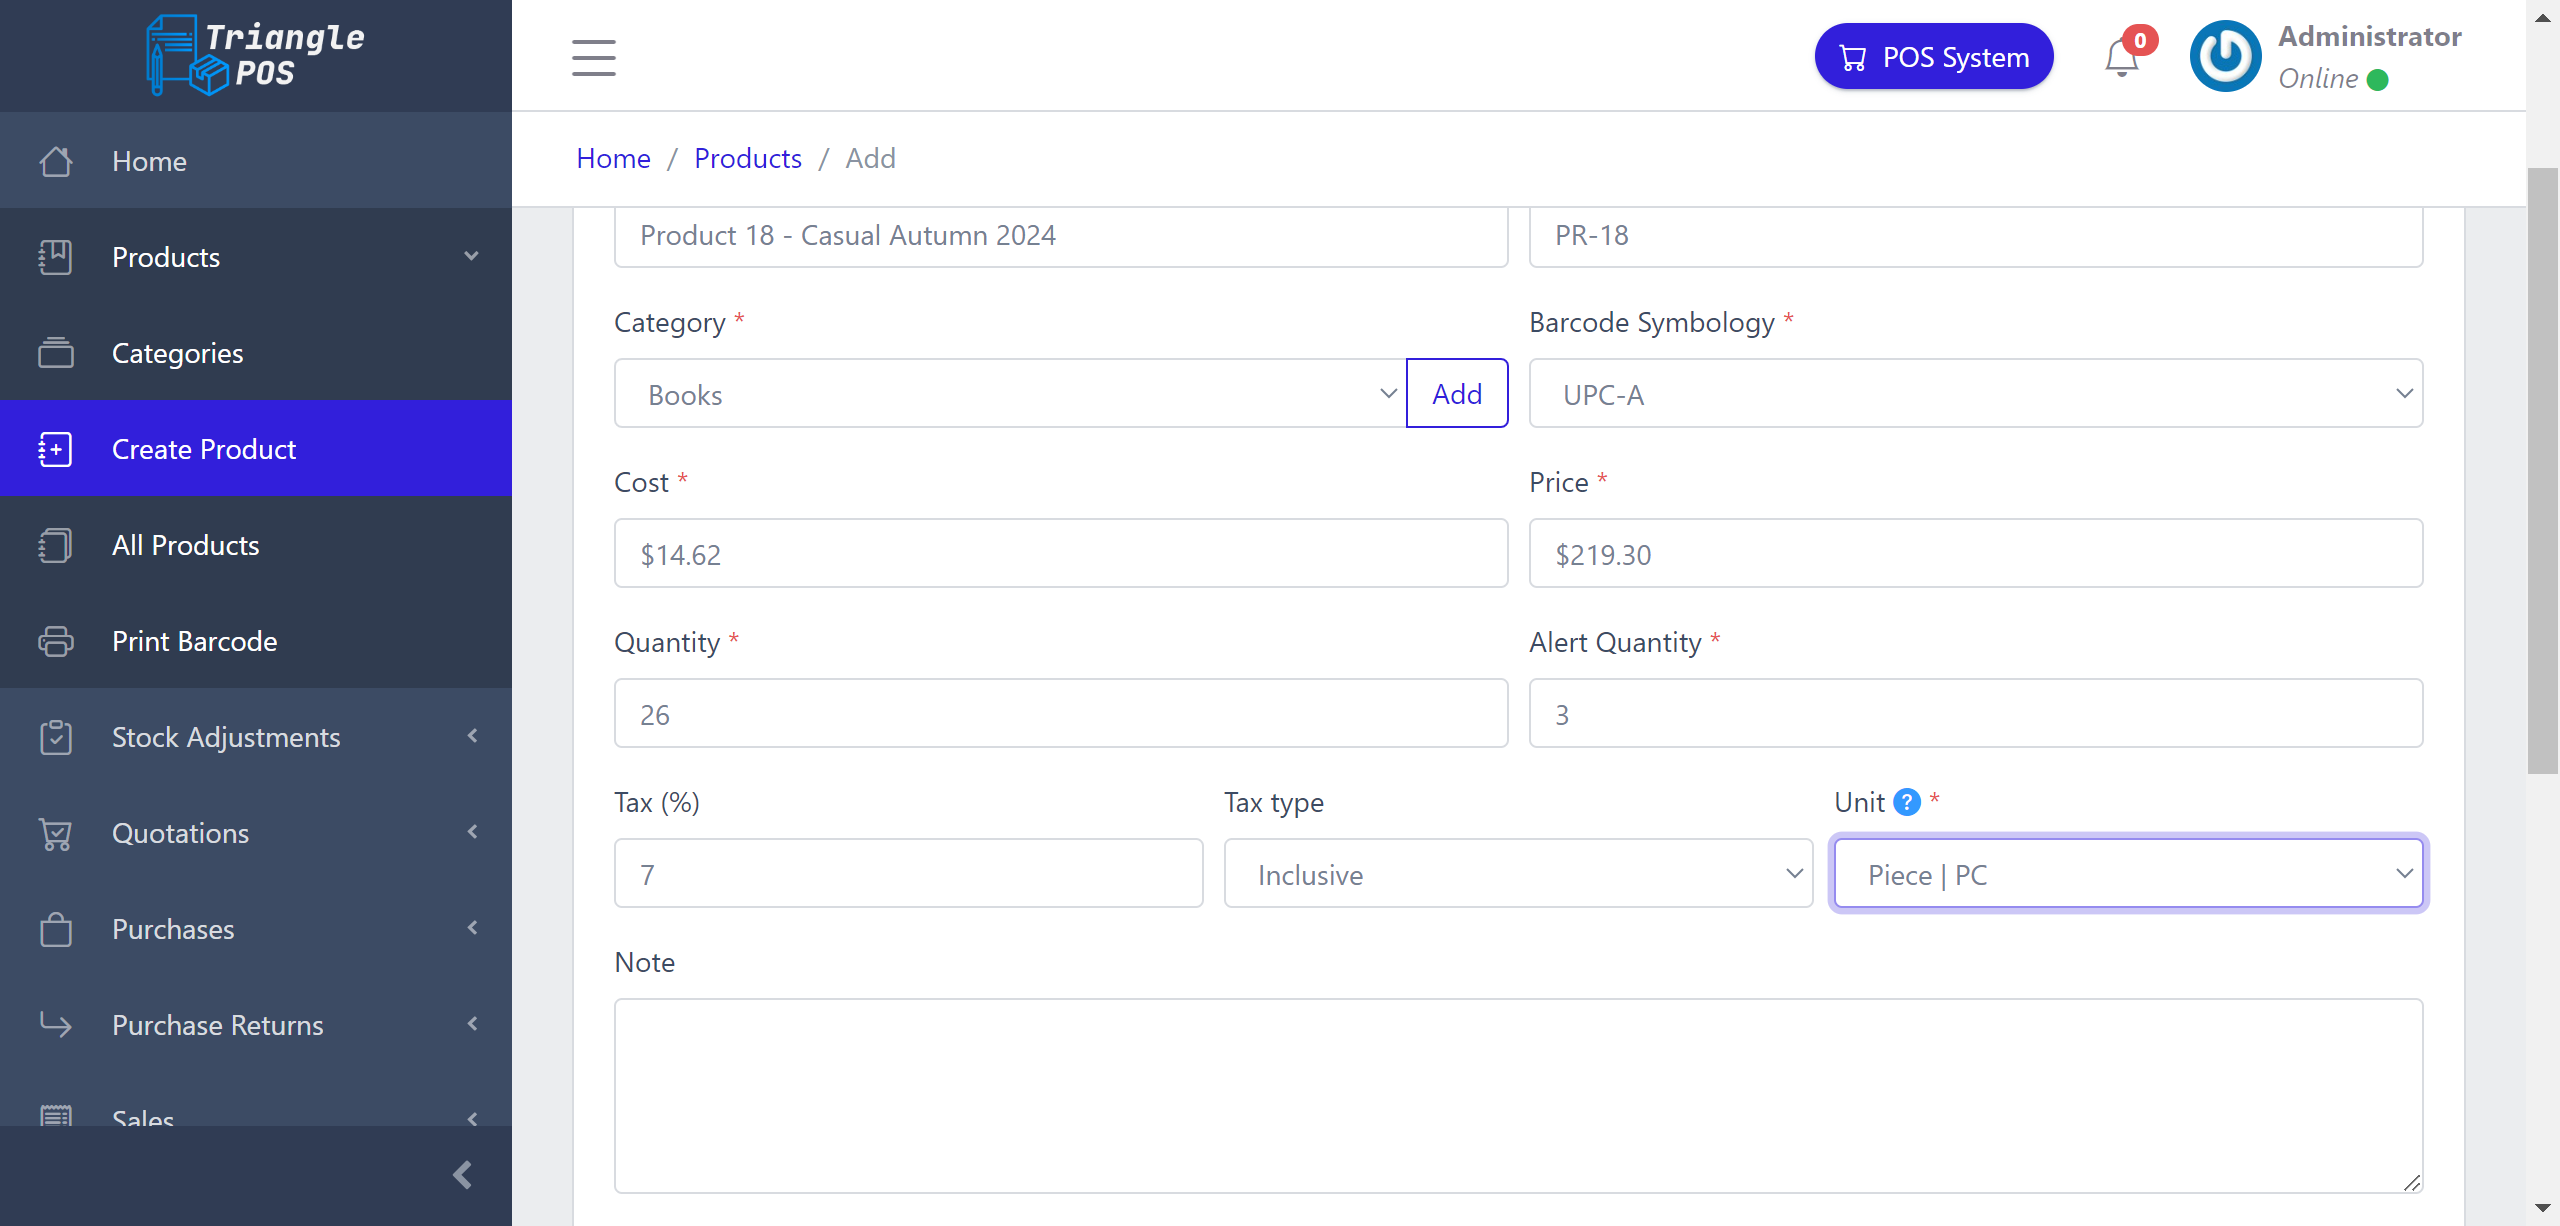 Triangle
POS
POS System
0
Administrator
Online
Home
Products
Categories
Create Product
All Products
Print Barcode
Stock Adjustments
Quotations
Purchases
Purchase Returns
Sales
Home / Products / Add
Product 18 - Casual Autumn 2024
PR-18
Category *
Barcode Symbology *
Books
Add
UPC-A
Cost *
Price *
$14.62
$219.30
Quantity *
Alert Quantity *
26
3
Tax (%)
Tax type
Unit ? *
7
Inclusive
Piece | PC
Note